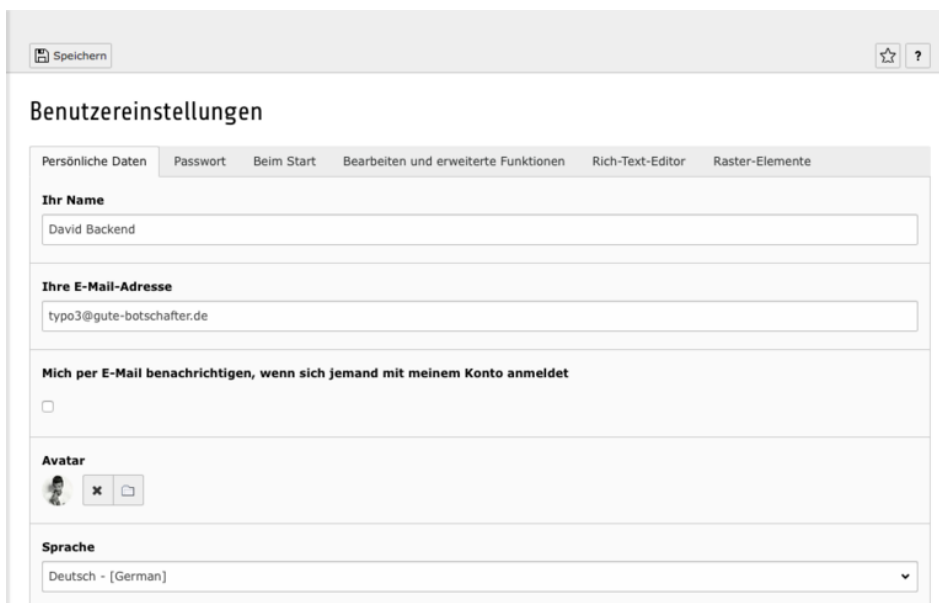 Speichern
?
Benutzereinstellungen
Persönliche Daten Passwort Beim Start Bearbeiten und erweiterte Funktionen Rich-Text-Editor Raster-Elemente
Ihr Name
David Backend
Ihre E-Mail-Adresse
typo3@gute-botschafter.de
Mich per E-Mail benachrichtigen, wenn sich jemand mit meinem Konto anmeldet
Avatar
Sprache
Deutsch - [German]